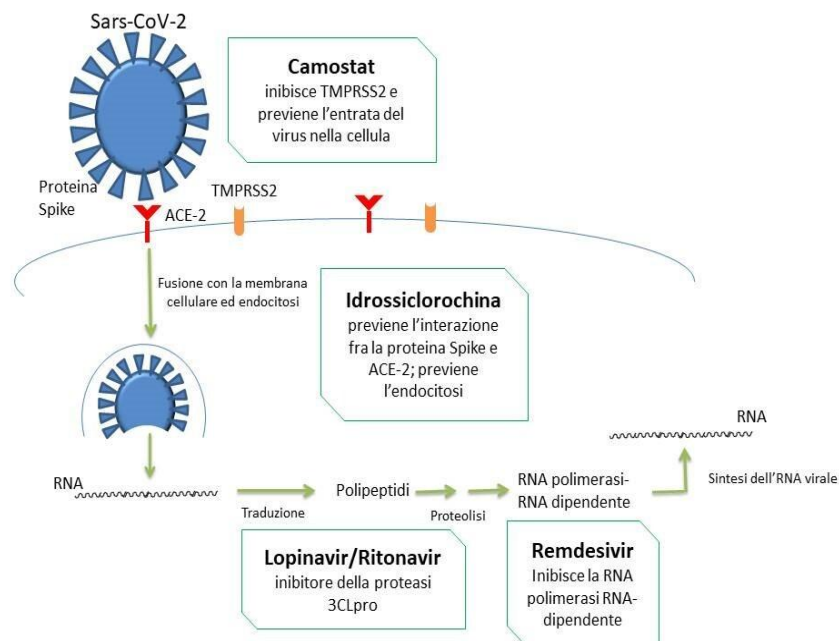 Sars-CoV-2
Camostat
inibisce TMPRSS2 e
previene l'entrata del
virus nella cellula
Proteina
Spike
ACE-2
TMPRSS2
Fusione con la membrana
cellulare ed endocitosi
Idrossiclorochina
previene l'interazione
fra la proteina Spike e
ACE-2; previene
l'endocitosi
RNA
RNA
Traduzione
Polipeptidi
Proteolisi
RNA polimerasi-
RNA dipendente
Sintesi dell'RNA virale
Lopinavir/Ritonavir
inibitore della proteasi
3CLpro
Remdesivir
Inibisce la RNA
polimerasi RNA-
dipendente